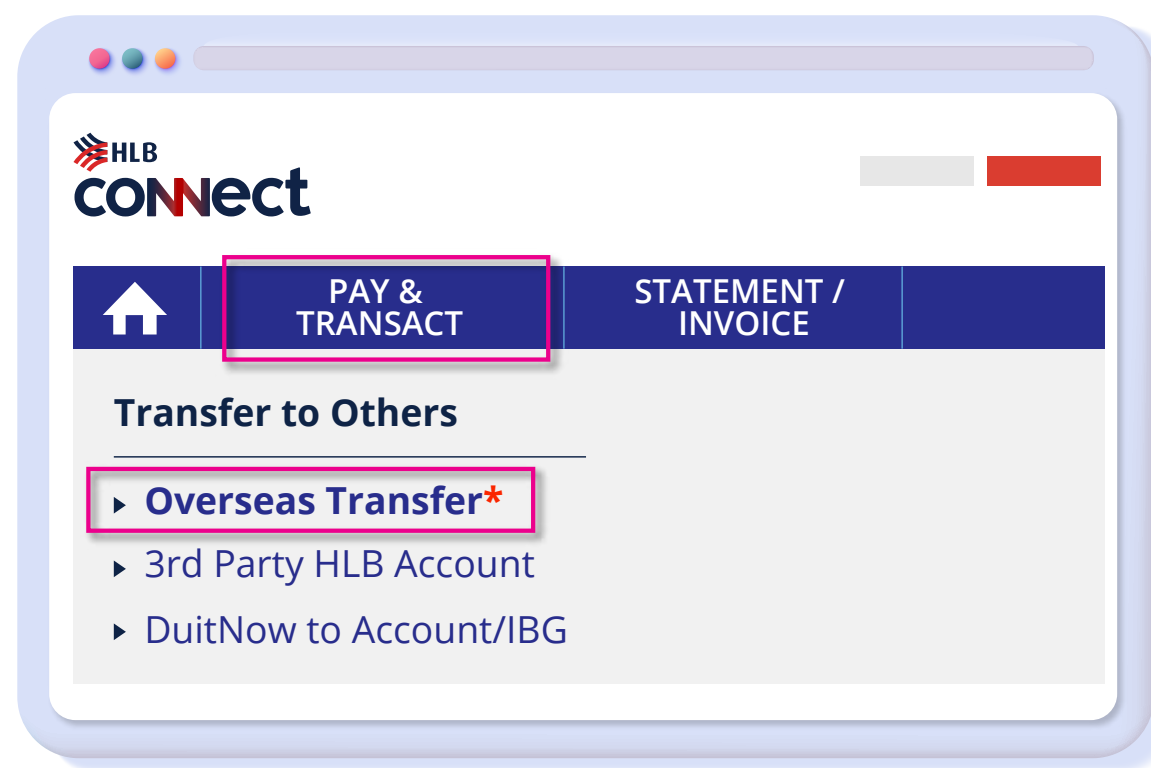 HLB
connect
PAY &
TRANSACT
STATEMENT /
INVOICE
Transfer to Others
Overseas Transfer*
3rd Party HLB Account
DuitNow to Account/IBG